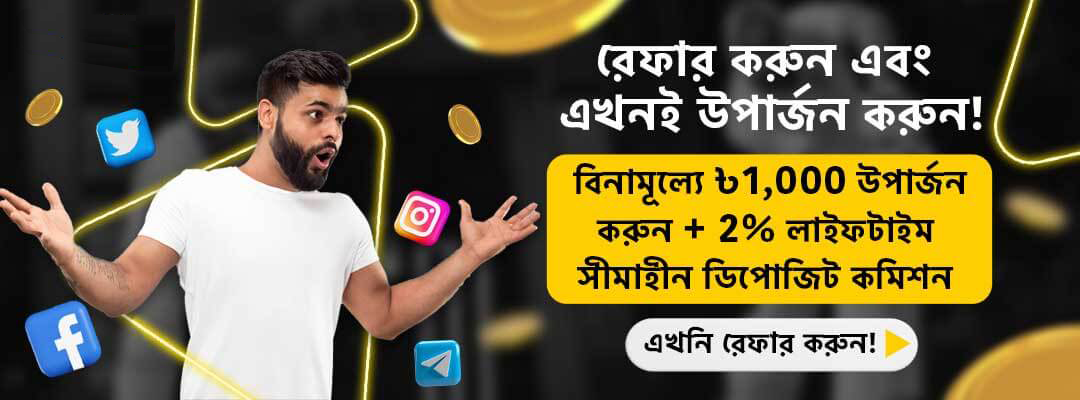 রেফার করুন এবং
এখনই উপার্জন করুন!
বিনামূল্যে ৳1,000 উপার্জন
করুন + 2% লাইফটাইম
সীমাহীন ডিপোজিট কমিশন
এখনি রেফার করুন!